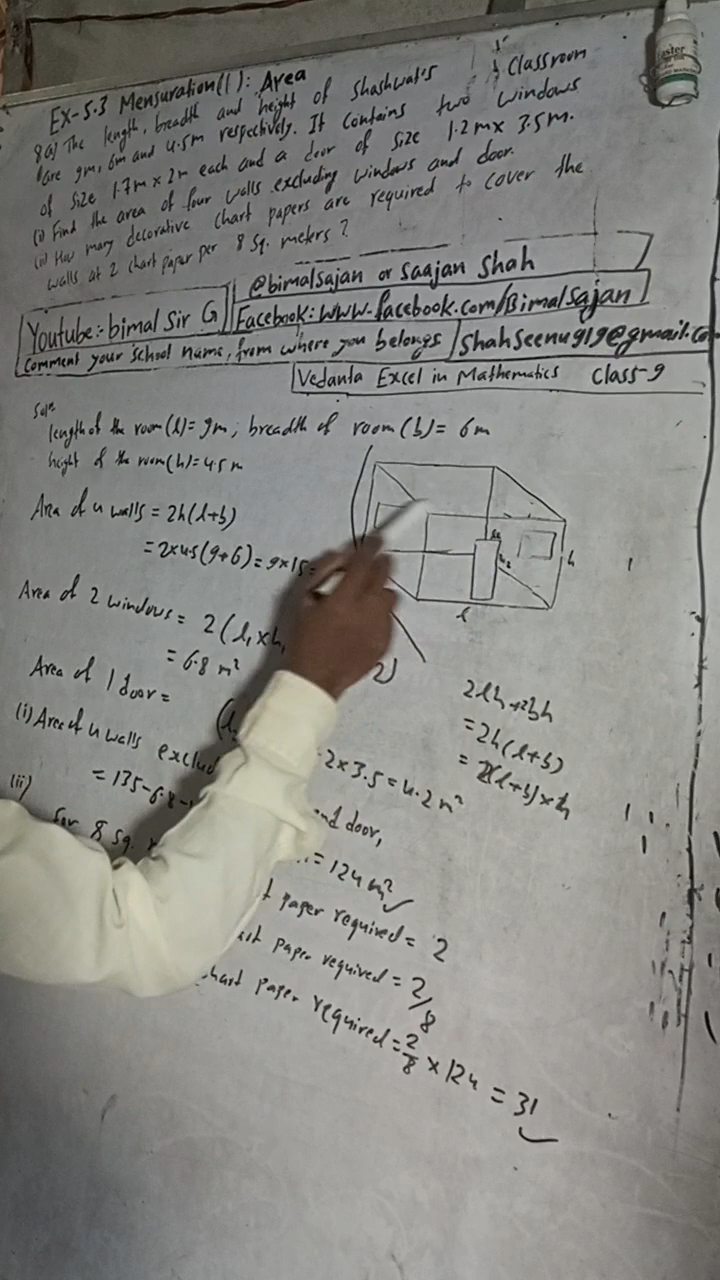 Ex-5.3 Mensuration(I): Area
8a) The length, breadth and height of Shashwat's Classroom
are 9m, 6m and 4.5m respectively. It contains two windows
of size 1.7m x 2m each and a door of size 1.2m x 3.5m.
(i) Find the area of four walls excluding windows and door.
(ii) How many decorative chart papers are required to cover the
walls at 2 chart paper per 8 sq. meters?
@bimalsajan or Saajan Shah
Youtube:- bimal Sir G
Facebook: www.facebook.com/Bimalsajan
Comment your School name, from where you belongs
shahseenu919@gmail.co
Vedanta Excel in Mathematics Class-9
Soln
length of the room (l) = 9m; breadth of room (b) = 6m
height of the room (h) = 4.5m
Area of 4 walls = 2h(l+b)
= 2x4.5(9+6) = 9x15=
h
l
Area of 2 windows = 2(l1 x h1
= 6.8 m²
2)
2lh+2bh
= 2h(l+b)
= 2(l+b)xh
Area of 1 door =
2x3.5 = 4.2 m²
(i) Area of 4 walls exclud
nd door,
= 135-6.8-
= 124 m²
(ii)
For 8 sq.
t paper required = 2
paper required = 2/8
chart paper required = 2/8 x 124 = 31